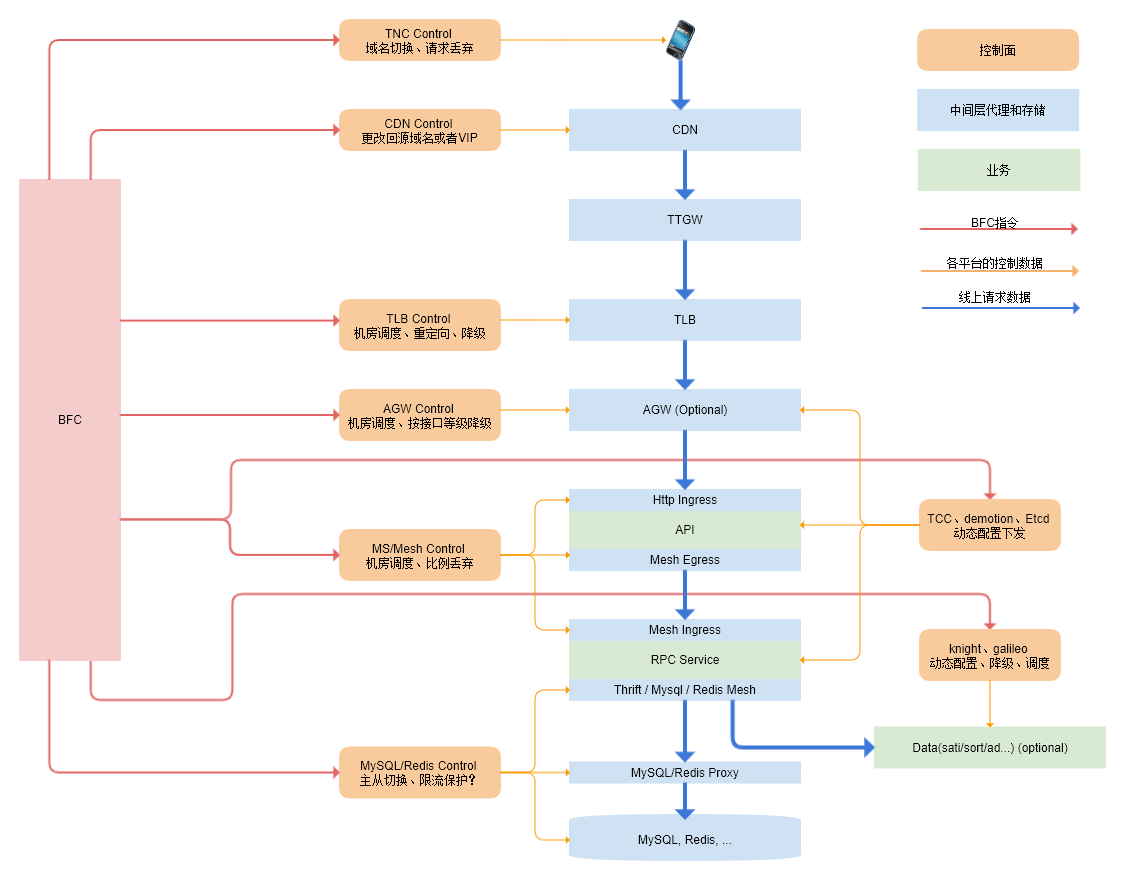 TNC Control
域名切换、请求丢弃
控制面
CDN Control
更改回源域名或者VIP
CDN
中间层代理和存储
业务
TTGW
BFC指令
各平台的控制数据
线上请求数据
TLB Control
机房调度、重定向、降级
TLB
BFC
AGW Control
机房调度、按接口等级降级
AGW (Optional)
Http Ingress
API
Mesh Egress
TCC、demotion、Etcd
动态配置下发
MS/Mesh Control
机房调度、比例丢弃
Mesh Ingress
RPC Service
Thrift / Mysql / Redis Mesh
knight、galileo
动态配置、降级、调度
Data(sati/sort/ad...) (optional)
MySQL/Redis Control
主从切换、限流保护?
MySQL/Redis Proxy
MySQL, Redis, ...